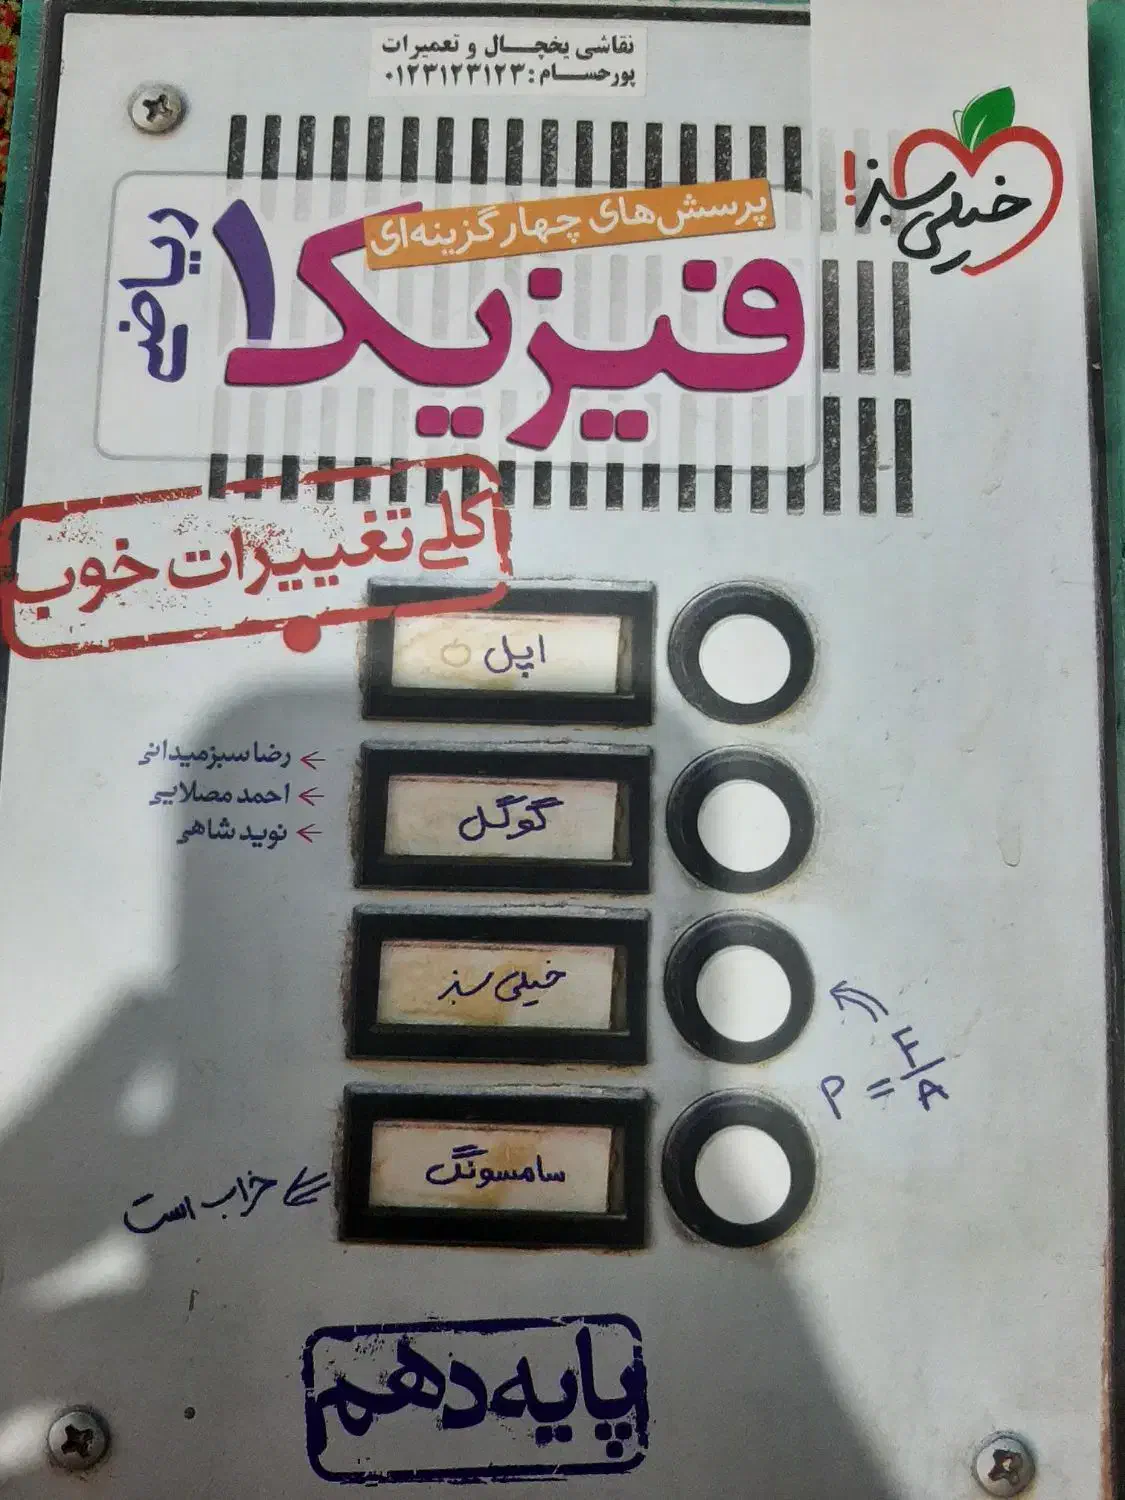 نقاشی یخچال و تعمیرات
پورحسام: ۰۱۲۳۱۲۳۱۲۳
خیلی سبز!
پرسش‌های چهارگزینه‌ای
فیزیک ۱
ریاضی
کلی تغییرات خوب
اپل
رضا سبزمیدانی
احمد مصلایی
نوید شاهی
گوگل
خیلی سبز
P = F/A
سامسونگ
خراب است
پایه دهم